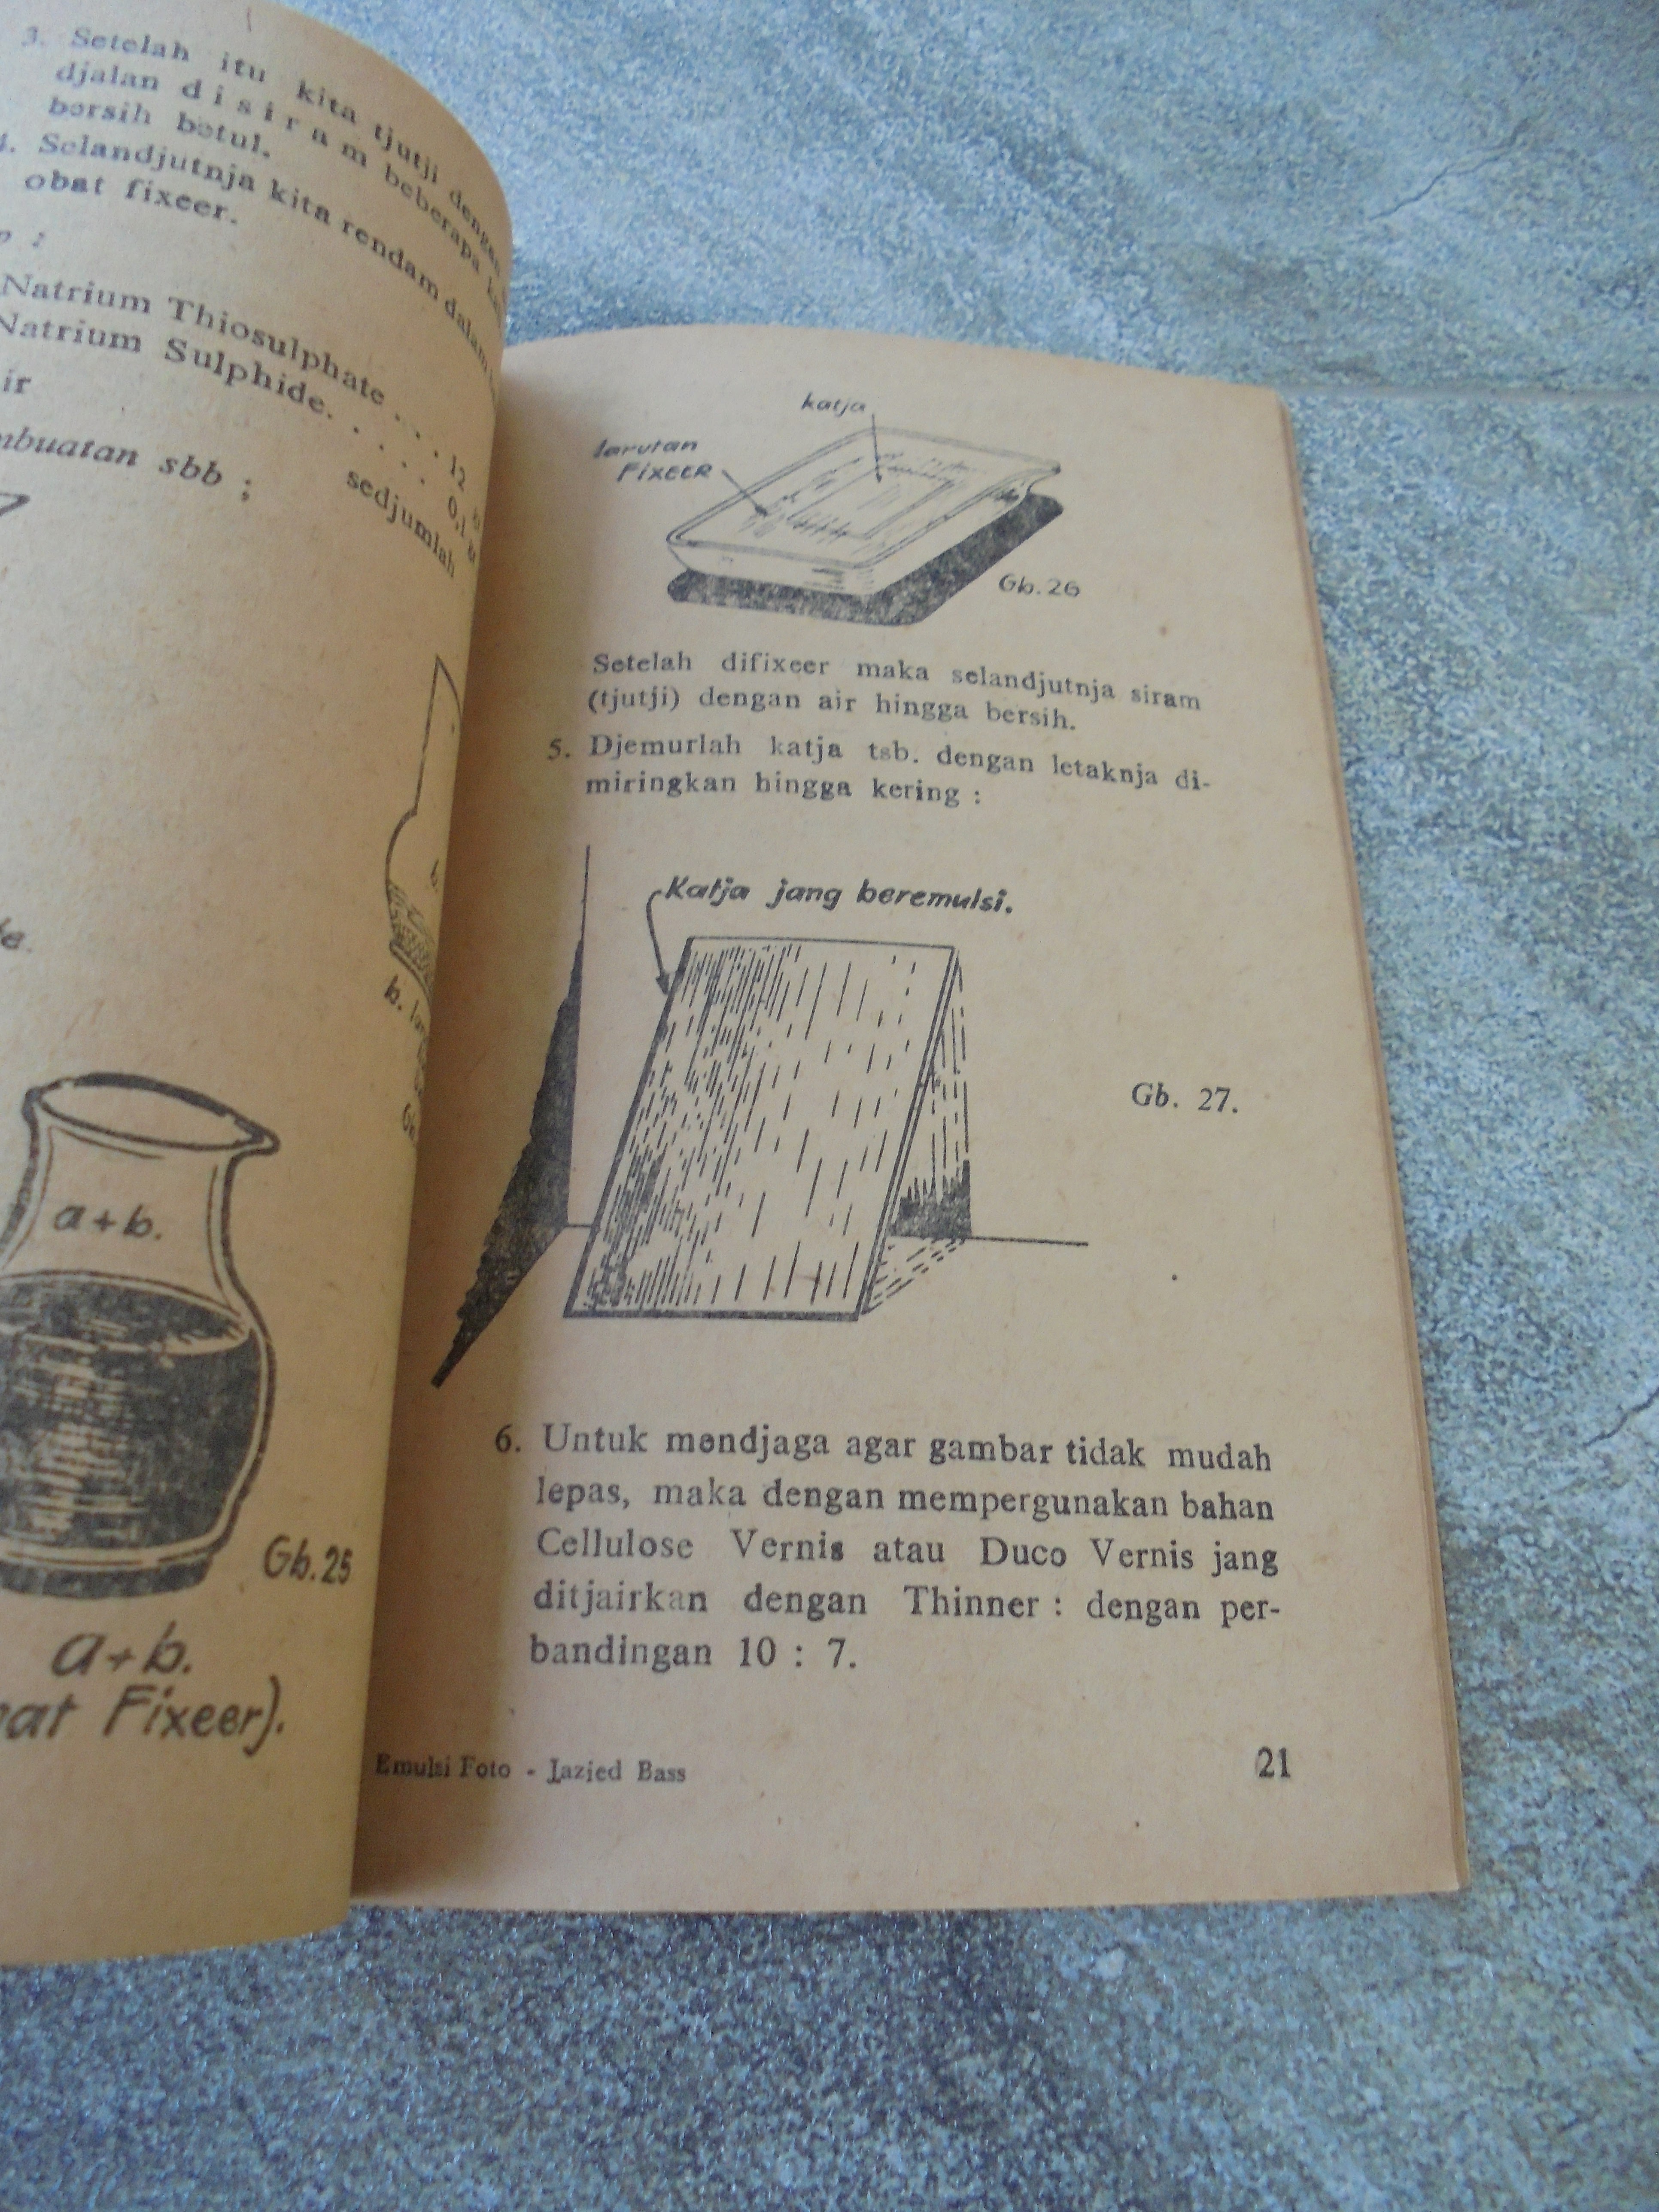 3. Setelah itu kita tjutji dengan
djalan disiram beberapa
bersih betul.
4. Selandjutnja kita rendam dalam
obat fixeer.
Natrium Thiosulphate . . . 12
Natrium Sulphide. . . . . 0,1
sedjumlah
sbb ;
b.
a+b.
Gb.25
a+b.
Fixeer).
katja
larutan
FIXEER
Gb.26
Setelah difixeer maka selandjutnja siram
(tjutji) dengan air hingga bersih.
5. Djemurlah katja tsb. dengan letaknja di-
miringkan hingga kering :
Katja jang beremulsi.
Gb. 27.
6. Untuk mendjaga agar gambar tidak mudah
lepas, maka dengan mempergunakan bahan
Cellulose Vernis atau Duco Vernis jang
ditjairkan dengan Thinner : dengan per-
bandingan 10 : 7.
Emulsi Foto - Jazjed Bass
21